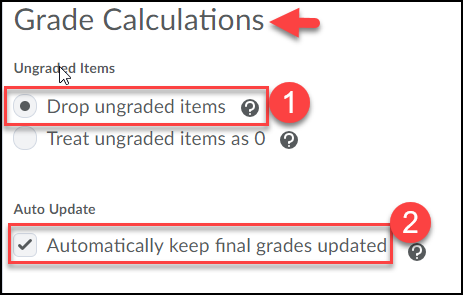 Grade Calculations
Ungraded Items
1
Drop ungraded items ?
Treat ungraded items as 0 ?
Auto Update
2
Automatically keep final grades updated ?